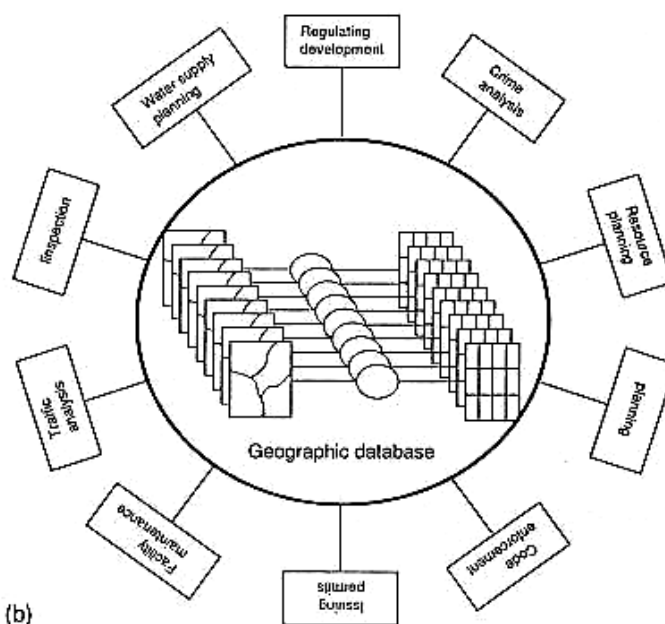 Regulating
development
Crime
analysis
Resource
planning
planning
Code
enforcement
Issuing
permits
Facility
maintenance
Traffic
analysis
Iinspection
Water supply
planning
Geographic database
(b)